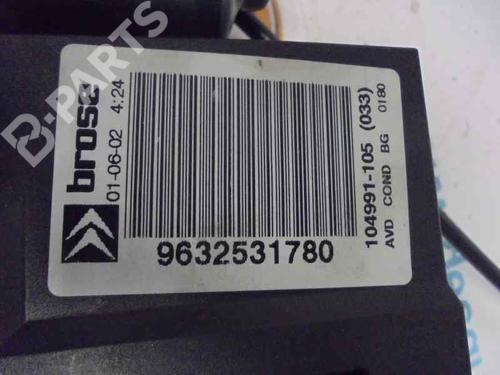 brose
01-06-02 4:24
9632531780
104991-105 (033)
AVD COND BG 0180
B-PARTS